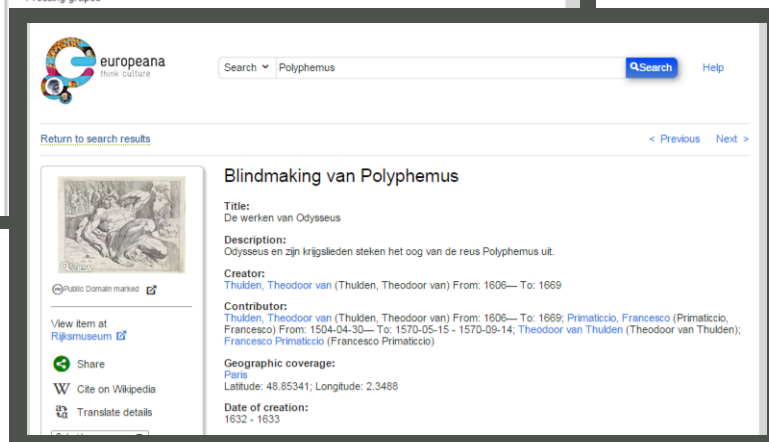 Pressing grapes
europeana
think culture
Search
Polyphemus
Search
Help
Return to search results
< Previous Next >
Blindmaking van Polyphemus
Title:
De werken van Odysseus
Description:
Odysseus en zijn krijgslieden steken het oog van de reus Polyphemus uit.
Creator:
Thulden, Theodoor van (Thulden, Theodoor van) From: 1606— To: 1669
Contributor:
Thulden, Theodoor van (Thulden, Theodoor van) From: 1606— To: 1669; Primaticcio, Francesco (Primaticcio,
Francesco) From: 1504-04-30— To: 1570-05-15 - 1570-09-14; Theodoor van Thulden (Theodoor van Thulden);
Francesco Primaticcio (Francesco Primaticcio)
Geographic coverage:
Paris
Latitude: 48.85341; Longitude: 2.3488
Date of creation:
1632 - 1633
View
Public Domain marked
View item at
Rijksmuseum
Share
Cite on Wikipedia
Translate details